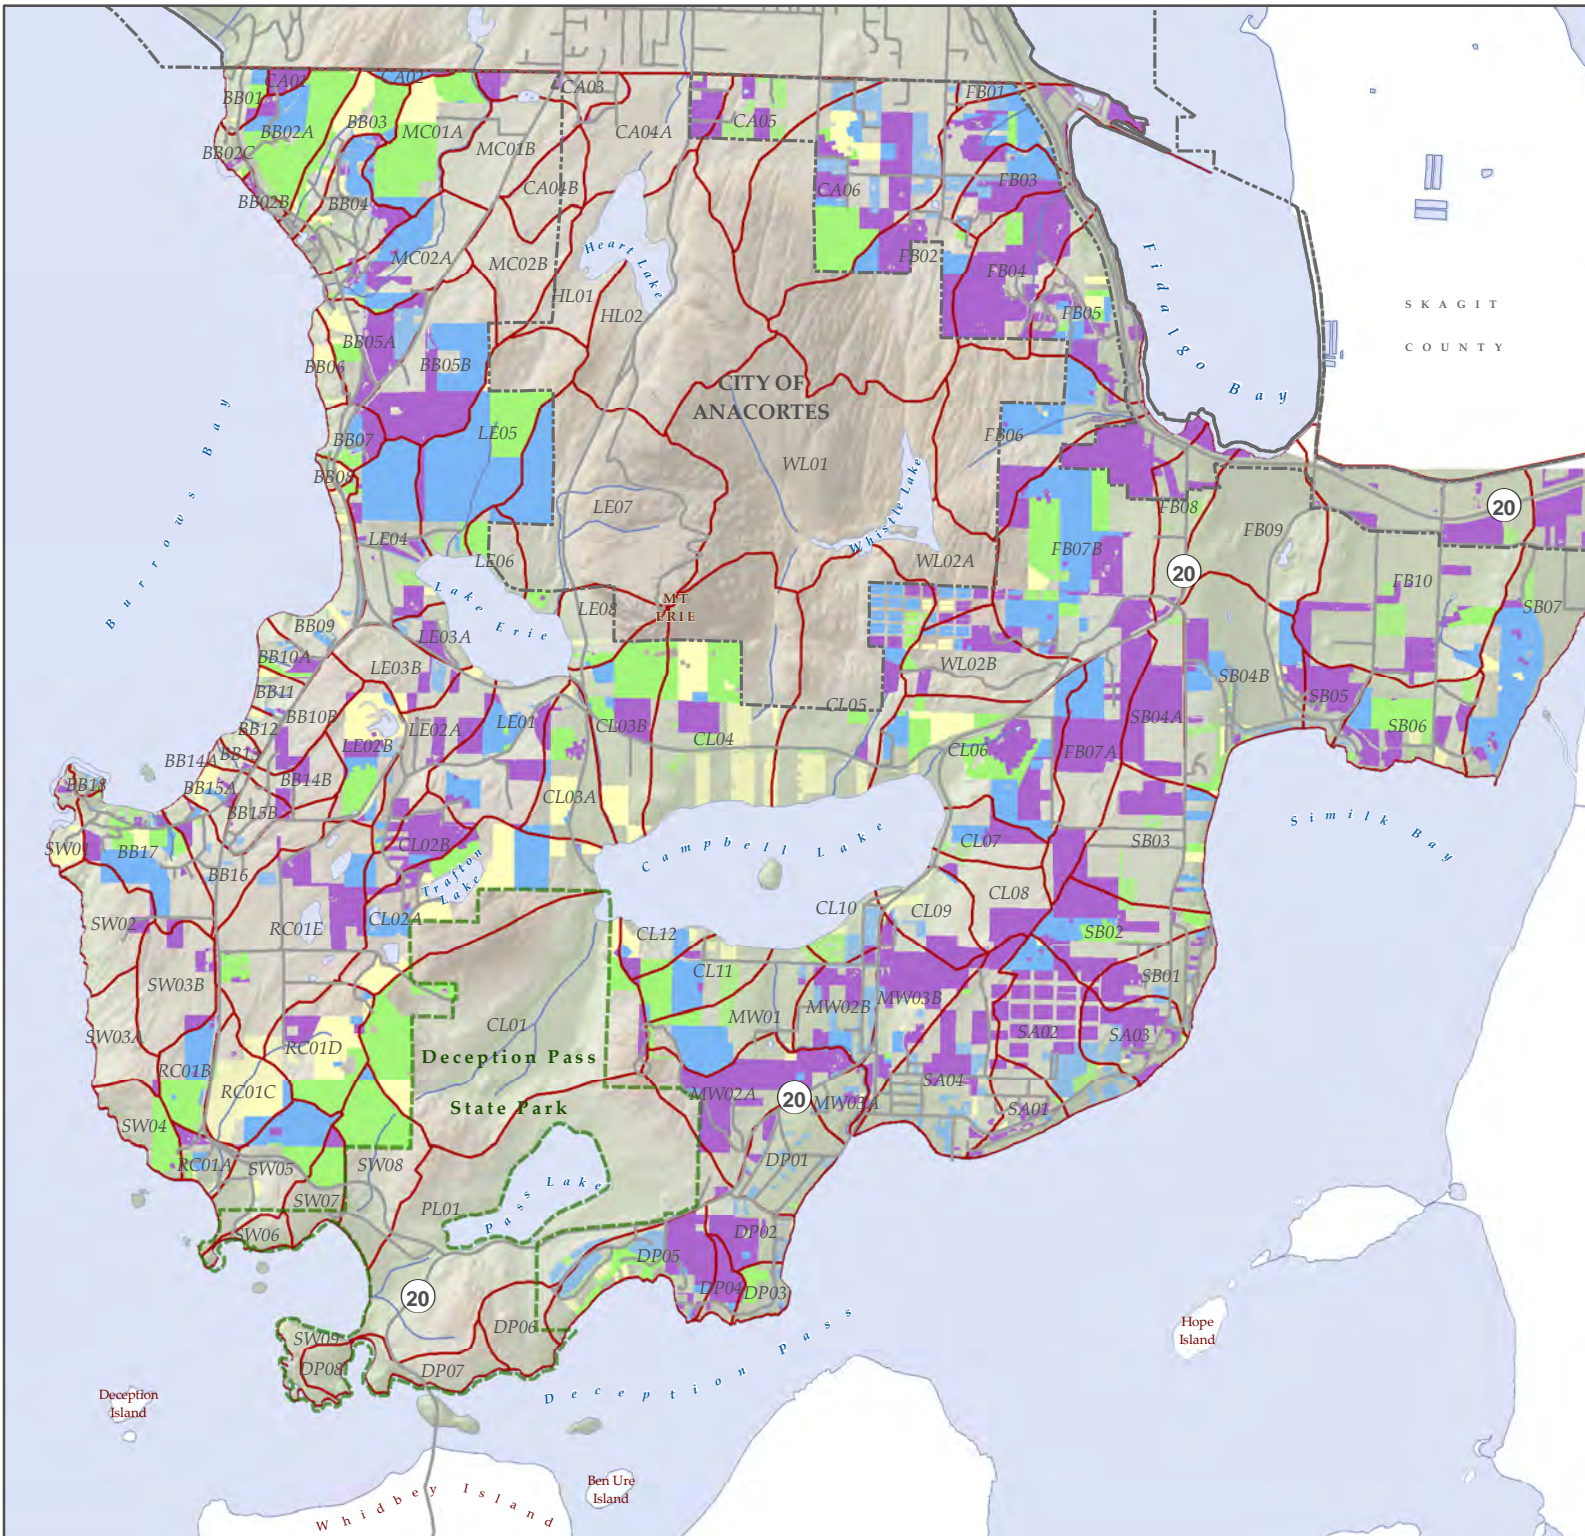 CA01
CA02
CA03
BB01
BB02A
BB03
MC01A
MC01B
CA04A
CA05
FB01
BB02C
BB02B
BB04
CA04B
CA06
FB03
MC02A
MC02B
Heart Lake
FB02
FB04
HL01
HL02
FB05
Fidalgo Bay
SKAGIT
COUNTY
BB05A
BB05B
BB06
CITY OF
ANACORTES
BB07
LE05
FB06
WL01
BB08
Burrows Bay
LE07
Whistle Lake
20
FB08
FB09
LE04
LE06
WL02A
FB07B
20
FB10
Lake Erie
LE08
MT
ERIE
SB07
BB09
LE03A
BB10A
LE03B
WL02B
SB04B
BB11
BB10B
SB05
BB12
LE02A
LE01
CL03B
CL04
CL05
SB04A
SB06
BB13
BB14A
LE02B
CL06
FB07A
BB18
BB15A
BB14B
CL03A
BB15B
Similk Bay
SW01
BB17
CL02B
Campbell Lake
CL07
SB03
BB16
Trafton
Lake
CL08
SW02
RC01E
CL02A
CL10
CL09
SB02
CL12
SW03B
CL11
SB01
MW02B
MW03B
SW03A
CL01
MW01
SA02
SA03
RC01D
Deception Pass
RC01B
RC01C
MW02A
20
MW03A
SA04
State Park
SA01
SW04
RC01A
SW05
SW08
DP01
SW07
Pass Lake
PL01
SW06
DP02
DP05
DP04
DP03
20
SW09
DP06
Hope
Island
DP08
DP07
Deception Pass
Deception
Island
Ben Ure
Island
Whidbey Island